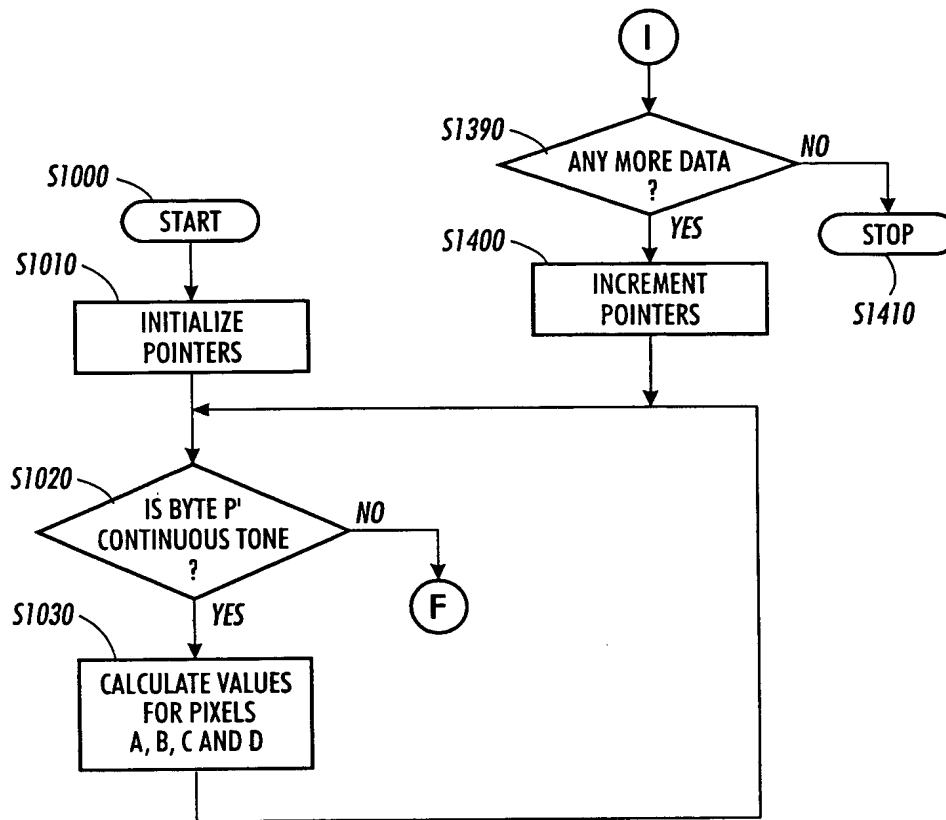 I
S1390
ANY MORE DATA
?
NO
YES
STOP
S1410
S1400
INCREMENT
POINTERS
S1000
START
S1010
INITIALIZE
POINTERS
S1020
IS BYTE P'
CONTINUOUS TONE
?
NO
F
YES
S1030
CALCULATE VALUES
FOR PIXELS
A, B, C AND D